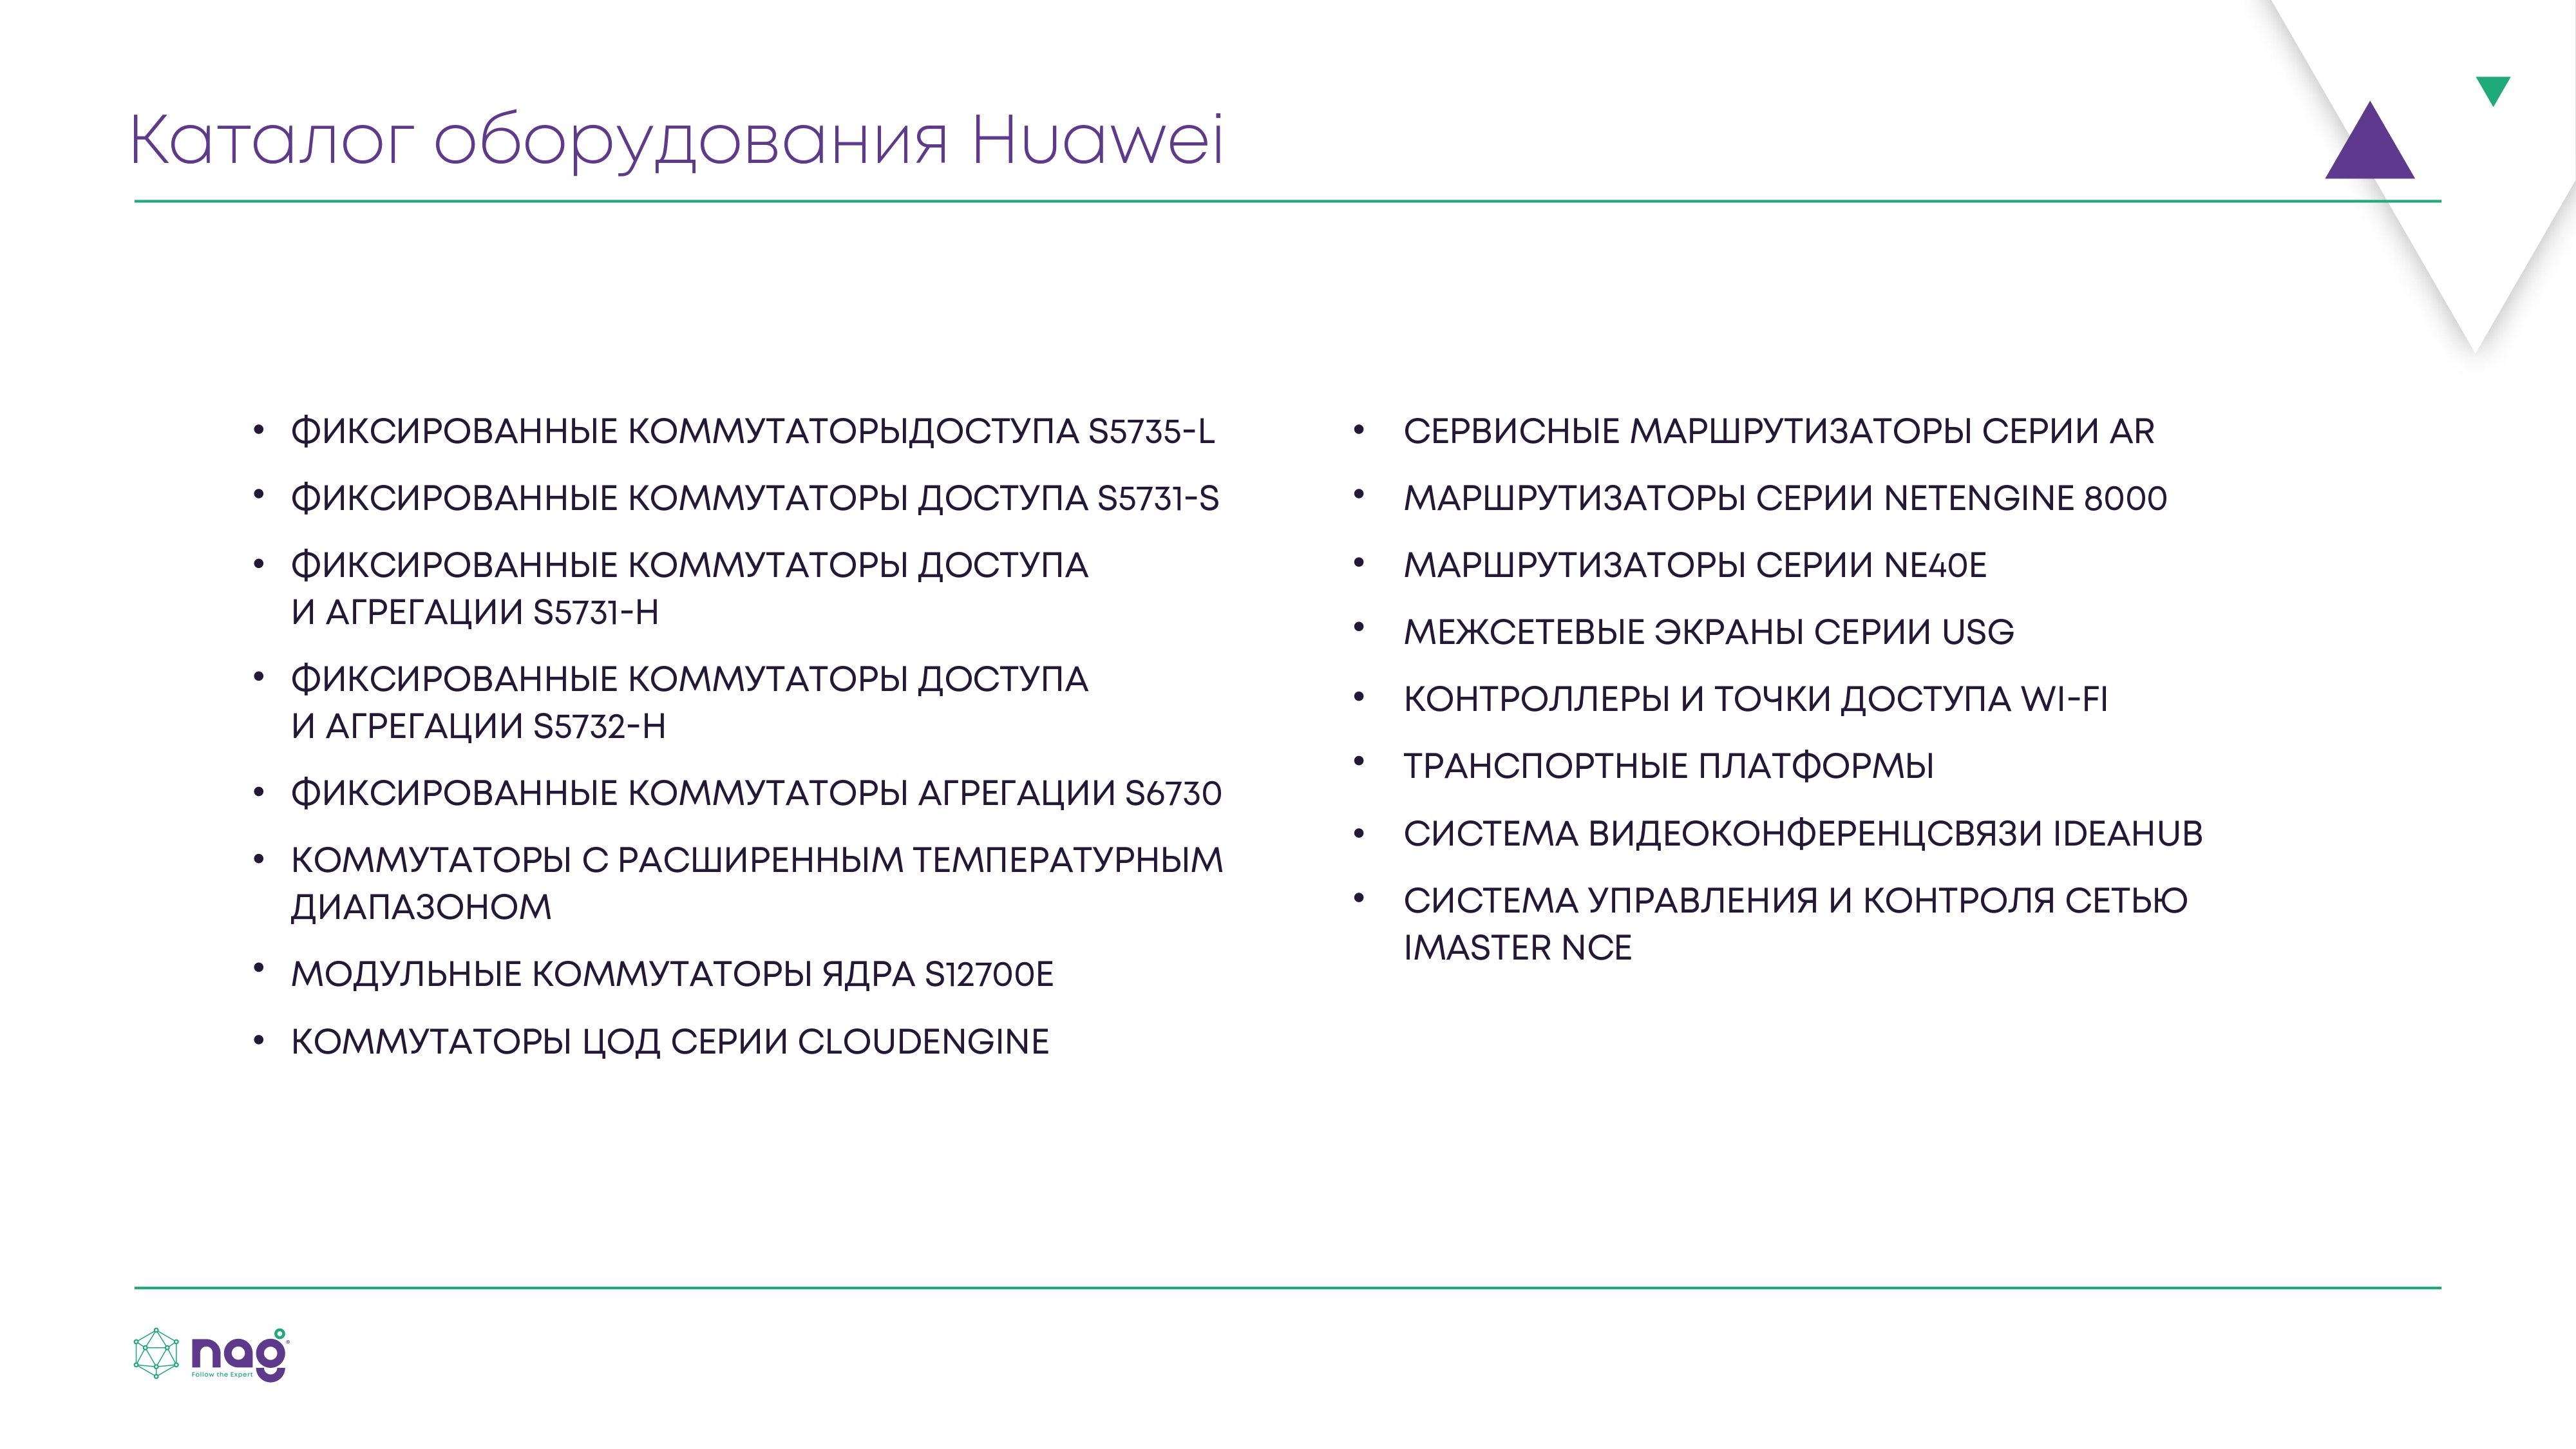 Каталог оборудования Huawei
• ФИКСИРОВАННЫЕ КОММУТАТОРЫДОСТУПА S5735-L
• ФИКСИРОВАННЫЕ КОММУТАТОРЫ ДОСТУПА S5731-S
• ФИКСИРОВАННЫЕ КОММУТАТОРЫ ДОСТУПА
И АГРЕГАЦИИ S5731-H
• ФИКСИРОВАННЫЕ КОММУТАТОРЫ ДОСТУПА
И АГРЕГАЦИИ S5732-H
• ФИКСИРОВАННЫЕ КОММУТАТОРЫ АГРЕГАЦИИ S6730
• КОММУТАТОРЫ С РАСШИРЕННЫМ ТЕМПЕРАТУРНЫМ
ДИАПАЗОНОМ
• МОДУЛЬНЫЕ КОММУТАТОРЫ ЯДРА S12700E
• КОММУТАТОРЫ ЦОД СЕРИИ CLOUDENGINE
• СЕРВИСНЫЕ МАРШРУТИЗАТОРЫ СЕРИИ AR
• МАРШРУТИЗАТОРЫ СЕРИИ NETENGINE 8000
• МАРШРУТИЗАТОРЫ СЕРИИ NE40E
• МЕЖСЕТЕВЫЕ ЭКРАНЫ СЕРИИ USG
• КОНТРОЛЛЕРЫ И ТОЧКИ ДОСТУПА WI-FI
• ТРАНСПОРТНЫЕ ПЛАТФОРМЫ
• СИСТЕМА ВИДЕОКОНФЕРЕНЦСВЯЗИ IDEAHUB
• СИСТЕМА УПРАВЛЕНИЯ И КОНТРОЛЯ СЕТЬЮ
IMASTER NCE
nag
Follow the Expert